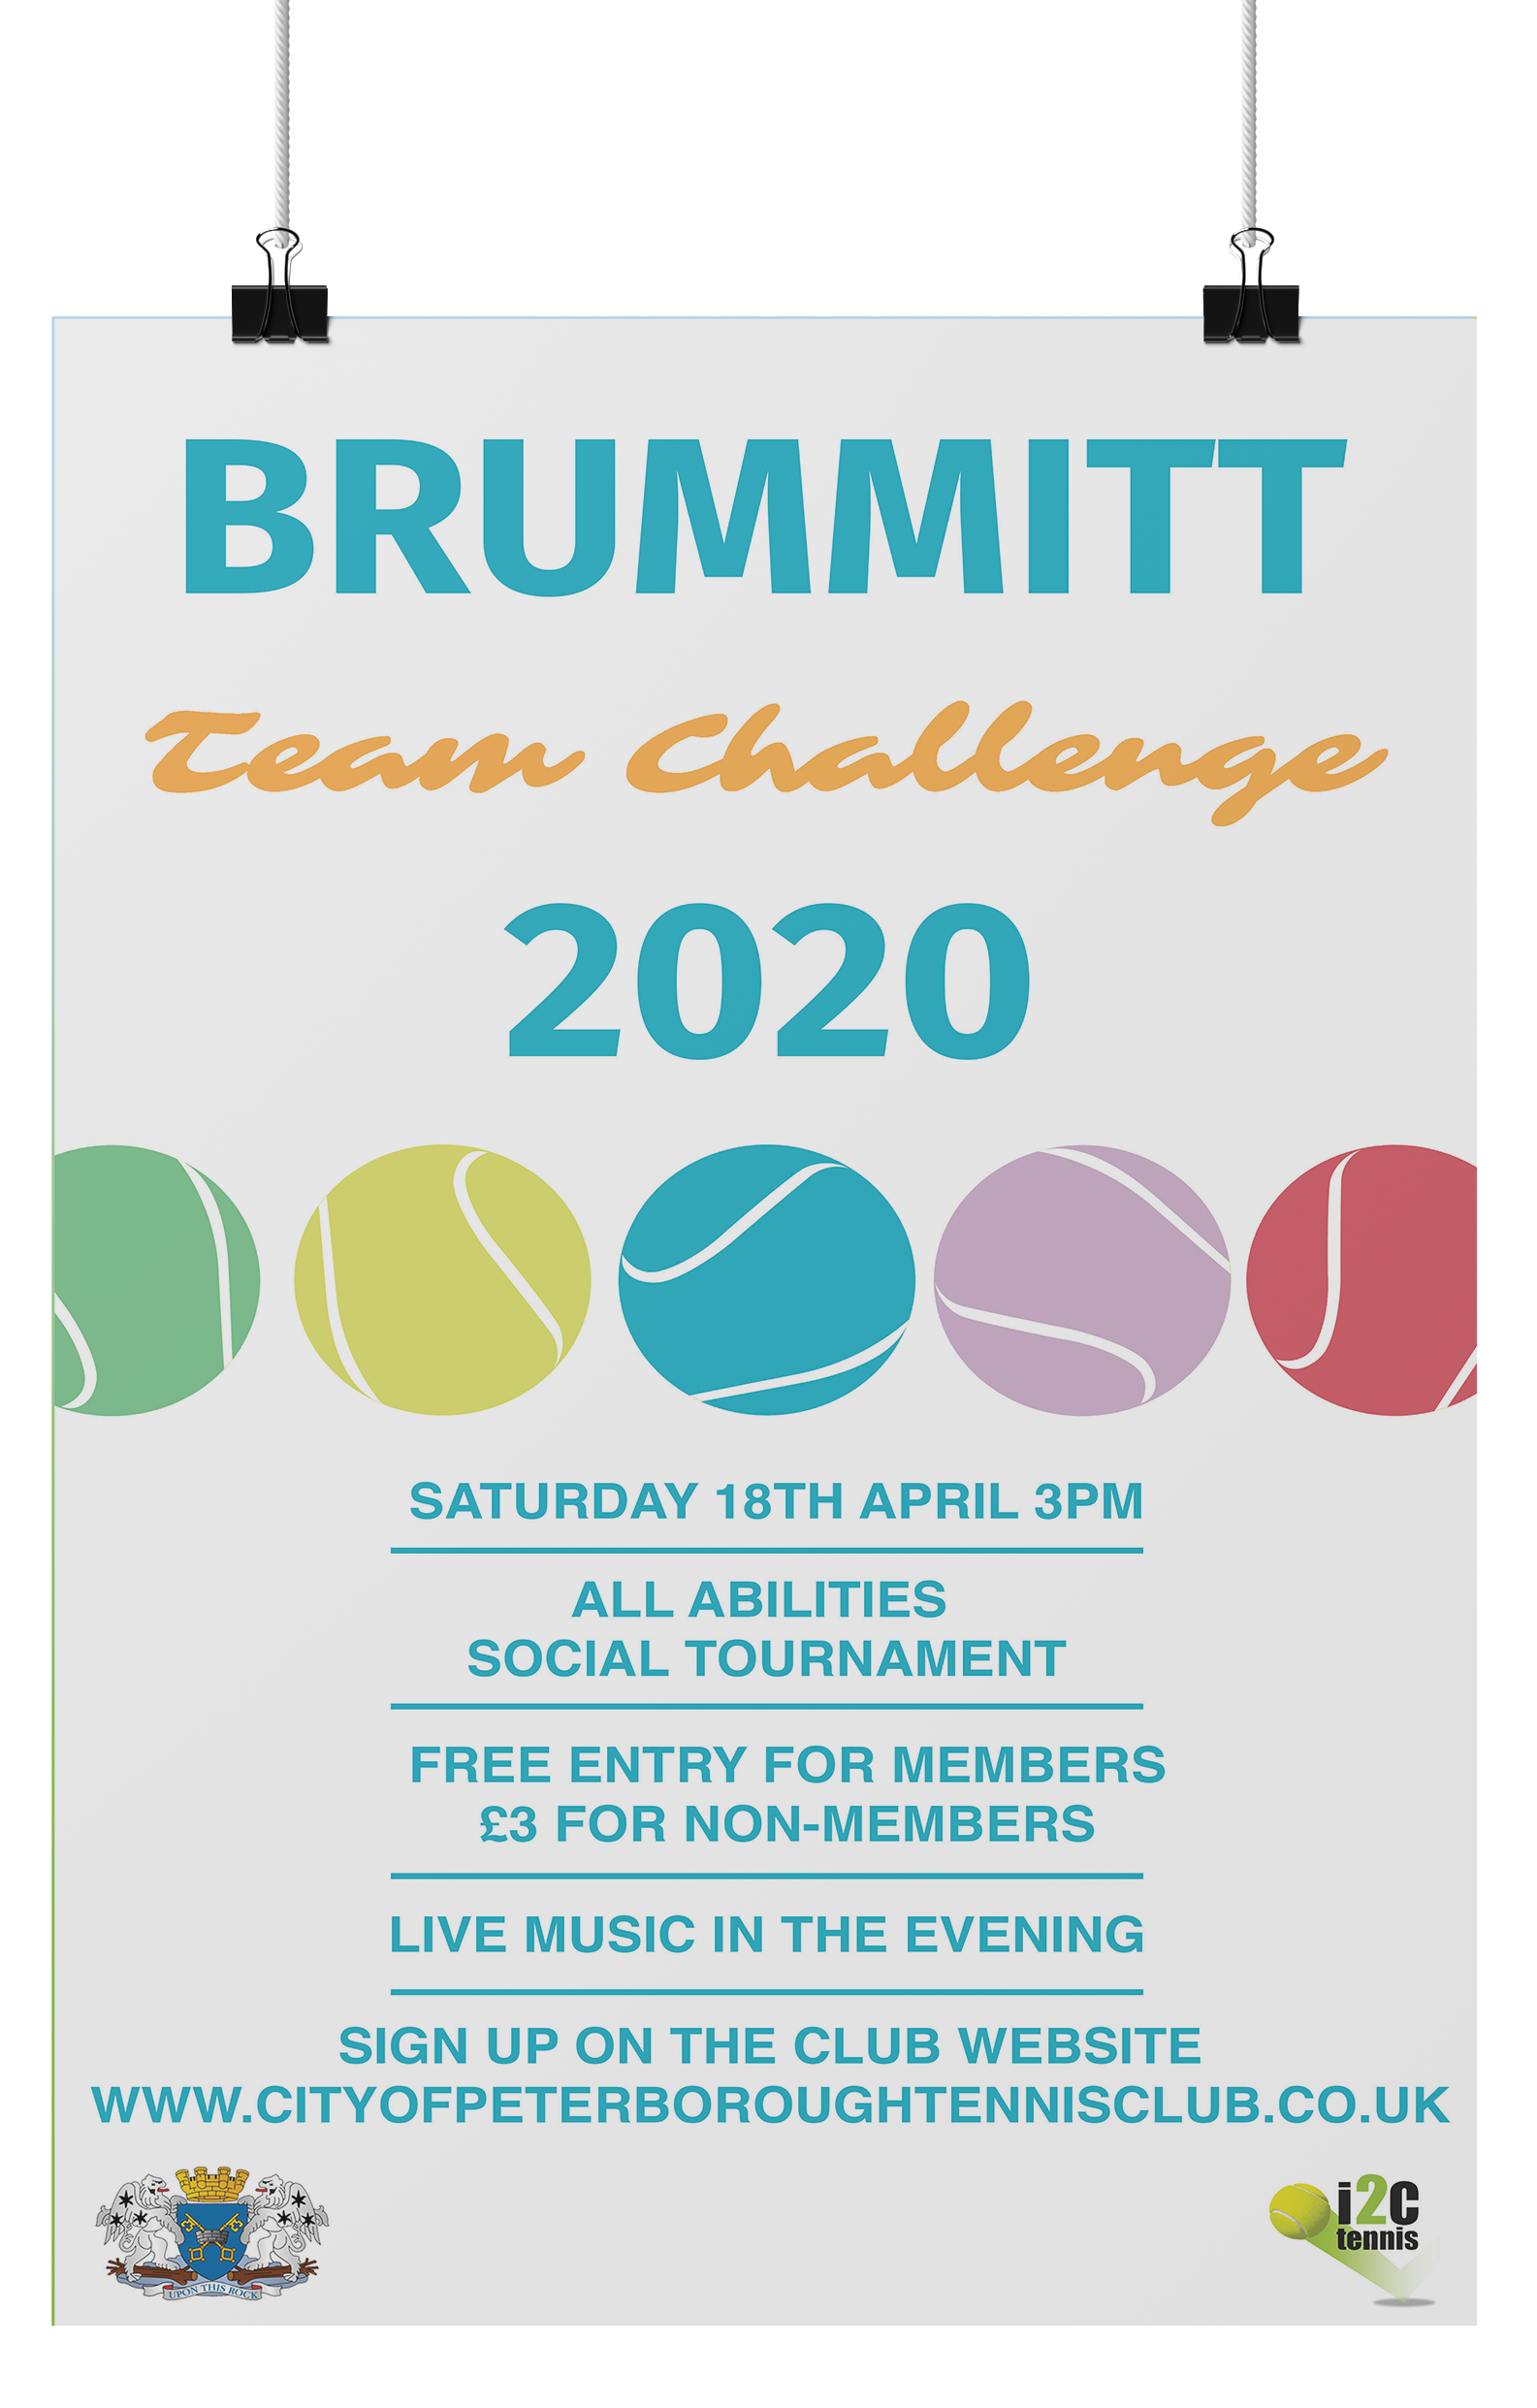 BRUMMITT
Team Challenge
2020
SATURDAY 18TH APRIL 3PM
ALL ABILITIES
SOCIAL TOURNAMENT
FREE ENTRY FOR MEMBERS
£3 FOR NON-MEMBERS
LIVE MUSIC IN THE EVENING
SIGN UP ON THE CLUB WEBSITE
WWW.CITYOFPETERBOROUGHTENNISCLUB.CO.UK
UPON THIS ROCK
i2c
tennis